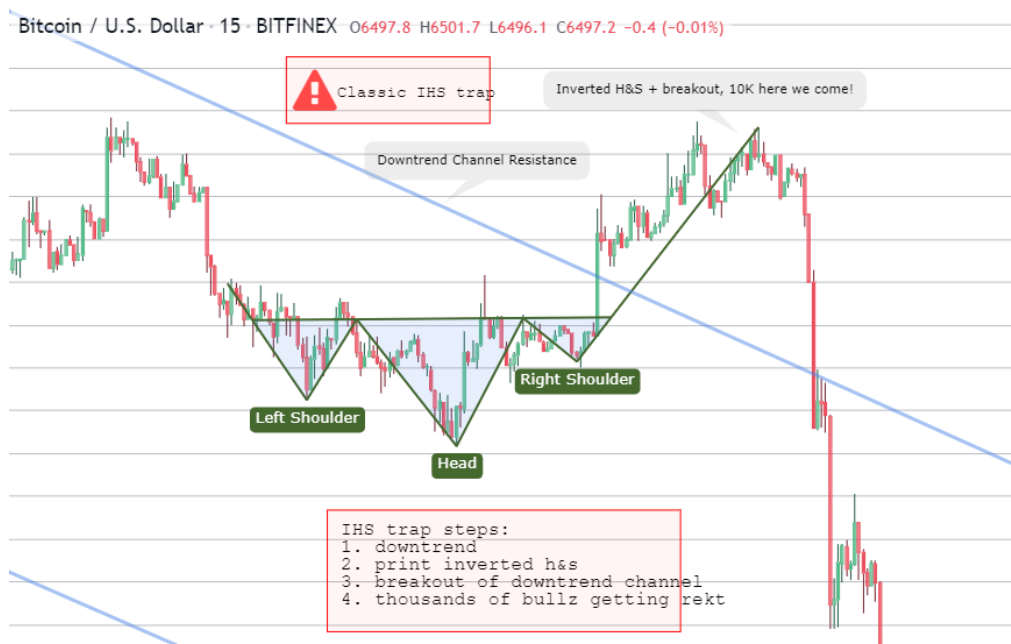 Bitcoin / U.S. Dollar · 15 · BITFINEX O6497.8 H6501.7 L6496.1 C6497.2 −0.4 (−0.01%)
Classic IHS trap
Inverted H&S + breakout, 10K here we come!
Downtrend Channel Resistance
Right Shoulder
Left Shoulder
Head
IHS trap steps:
1. downtrend
2. print inverted h&s
3. breakout of downtrend channel
4. thousands of bullz getting rekt